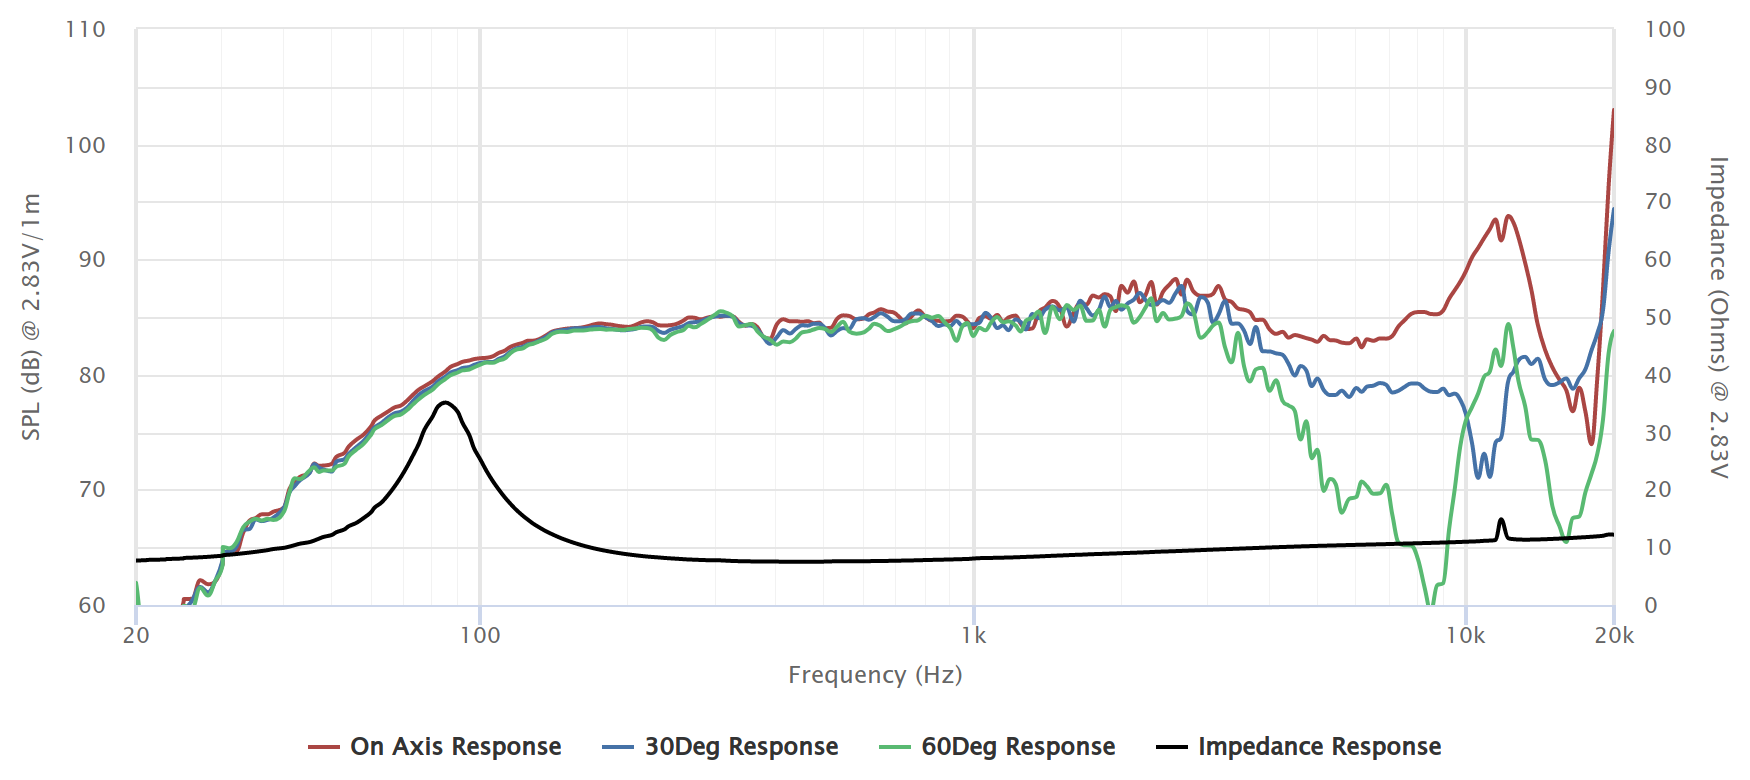 110
100
90
80
70
60
SPL (dB) @ 2.83V/1m
100
90
80
70
60
50
40
30
20
10
0
Impedance (Ohms) @ 2.83V
20
100
1k
10k
20k
Frequency (Hz)
On Axis Response
30Deg Response
60Deg Response
Impedance Response